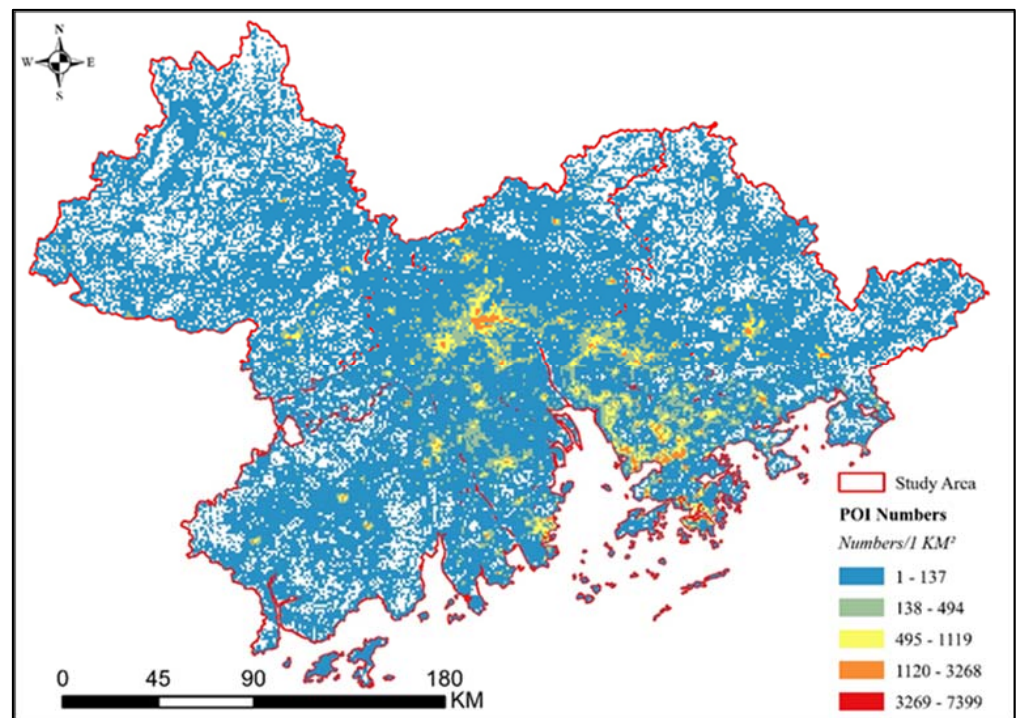 N
W E
S
Study Area
POI Numbers
Numbers/1 KM²
1 - 137
138 - 494
495 - 1119
1120 - 3268
3269 - 7399
0 45 90 180
KM